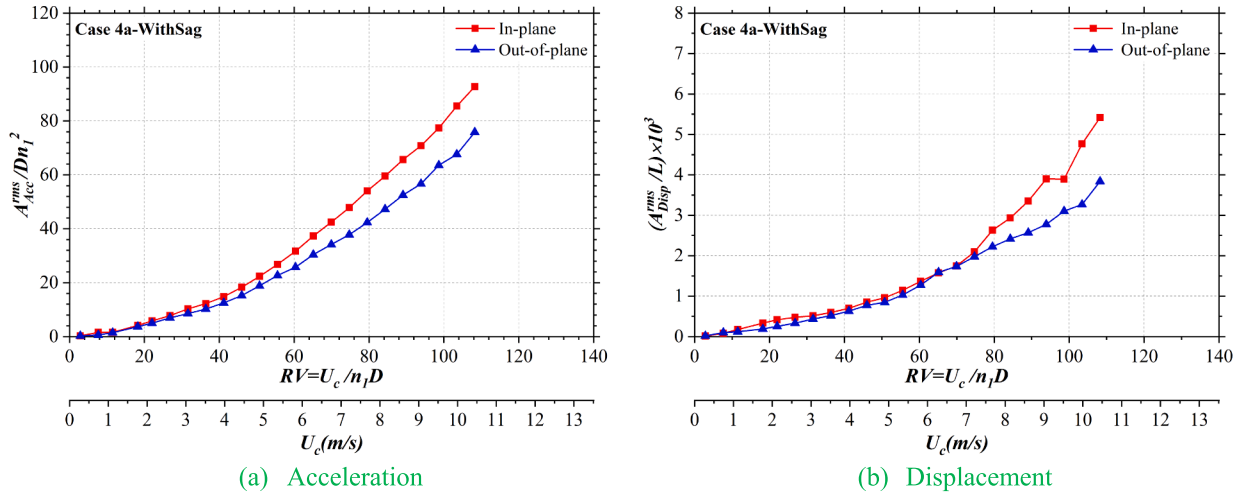 Case 4a-WithSag
In-plane
Out-of-plane
120
100
80
60
40
20
0
A^{rms}_{Acc}/Dn_1^2
0 20 40 60 80 100 120 140
RV=U_c/n_1D
0 1 2 3 4 5 6 7 8 9 10 11 12 13
U_c(m/s)
(a) Acceleration
Case 4a-WithSag
In-plane
Out-of-plane
8
7
6
5
4
3
2
1
0
(A^{rms}_{Disp}/L)×10^3
0 20 40 60 80 100 120 140
RV=U_c/n_1D
0 1 2 3 4 5 6 7 8 9 10 11 12 13
U_c(m/s)
(b) Displacement